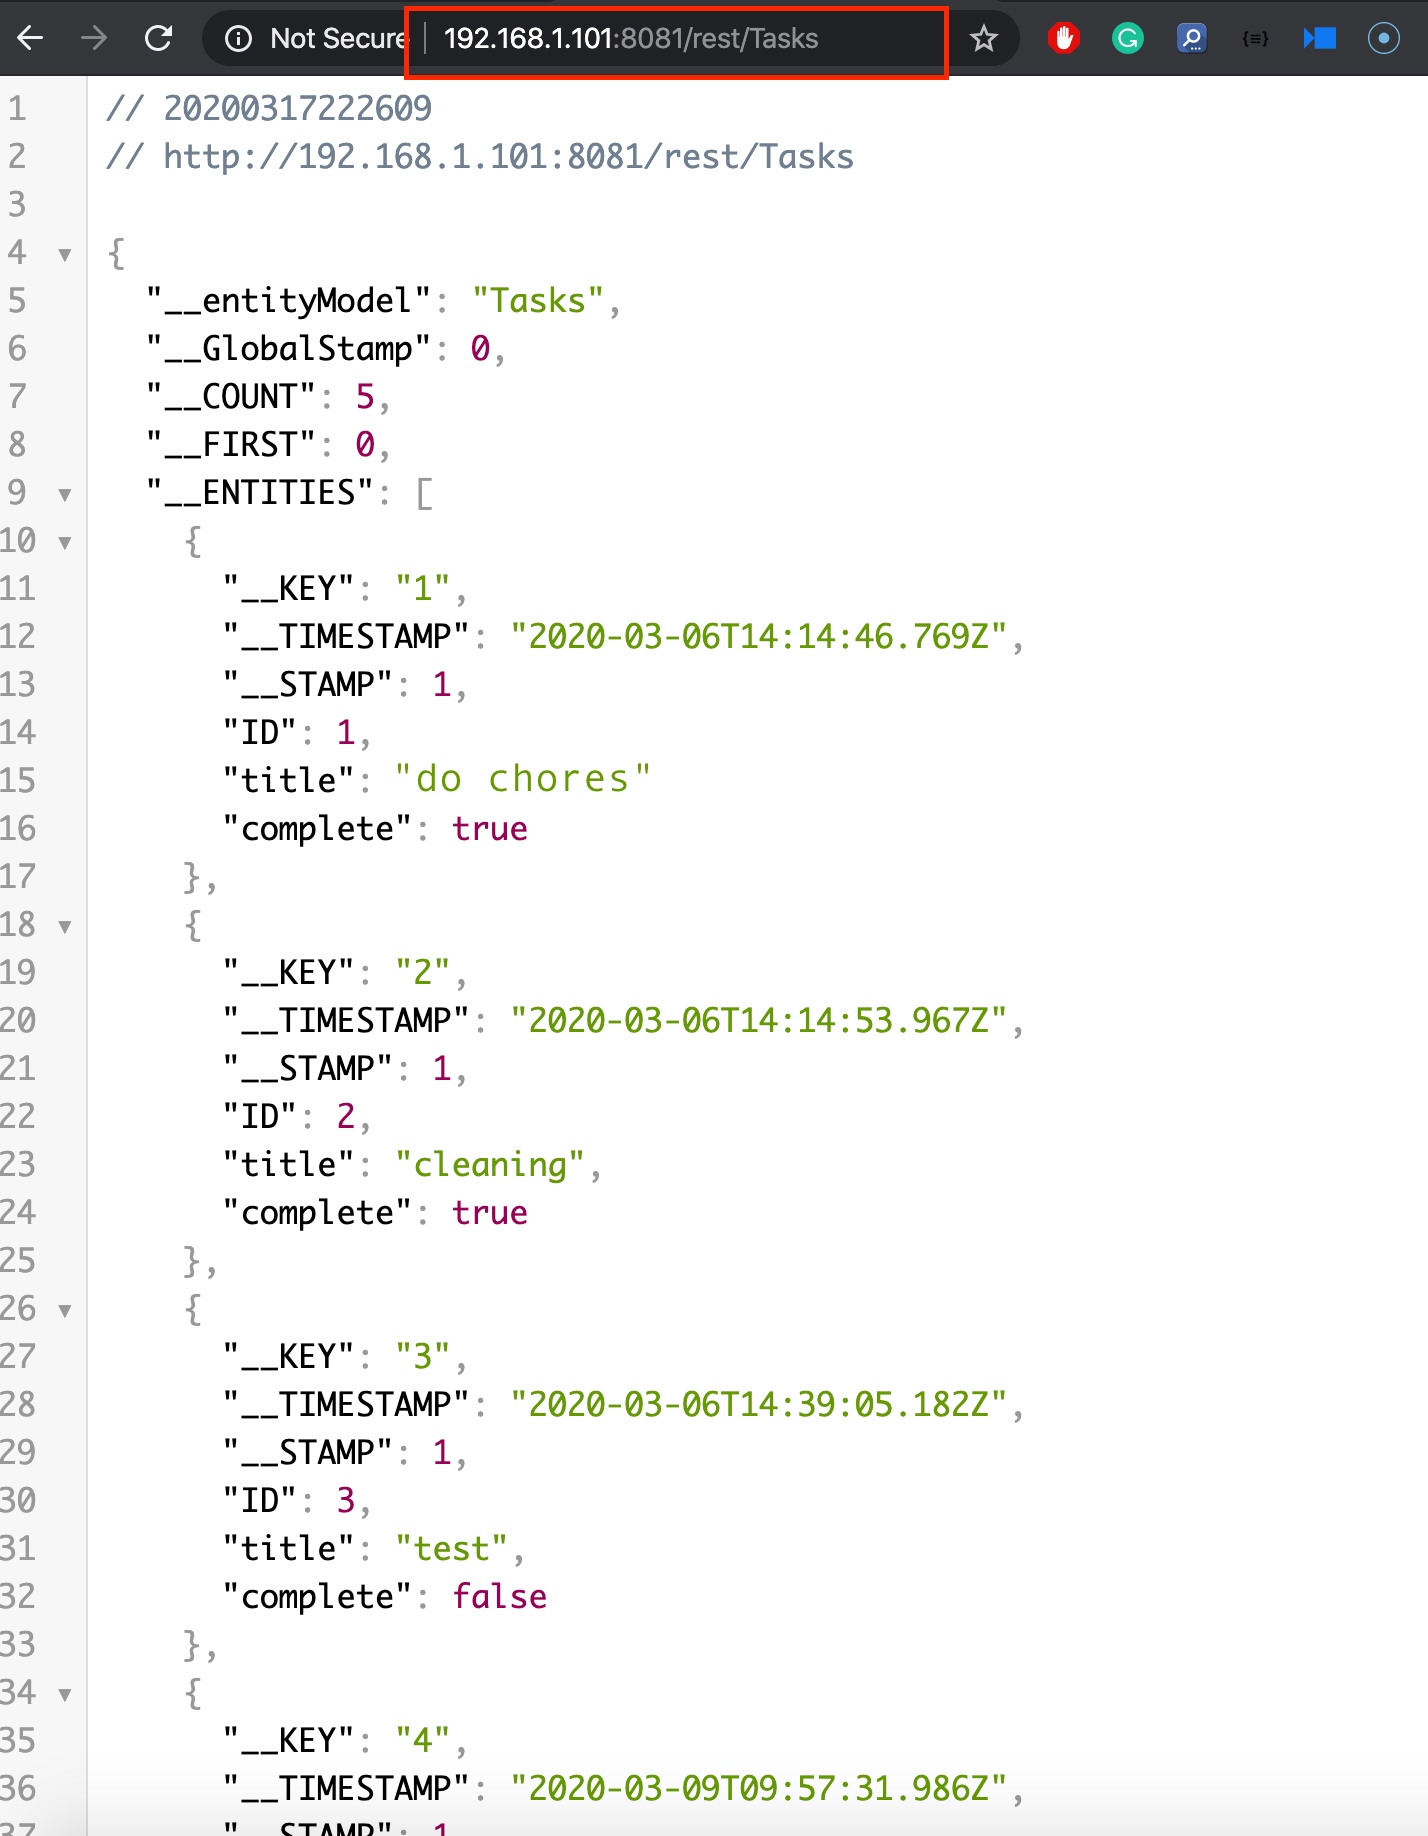 Not Secure 192.168.1.101:8081/rest/Tasks
1 // 20200317222609
2 // http://192.168.1.101:8081/rest/Tasks
3
4 {
5 "__entityModel": "Tasks",
6 "__GlobalStamp": 0,
7 "__COUNT": 5,
8 "__FIRST": 0,
9 "__ENTITIES": [
10 {
11 "__KEY": "1",
12 "__TIMESTAMP": "2020-03-06T14:14:46.769Z",
13 "__STAMP": 1,
14 "ID": 1,
15 "title": "do chores"
16 "complete": true
17 },
18 {
19 "__KEY": "2",
20 "__TIMESTAMP": "2020-03-06T14:14:53.967Z",
21 "__STAMP": 1,
22 "ID": 2,
23 "title": "cleaning",
24 "complete": true
25 },
26 {
27 "__KEY": "3",
28 "__TIMESTAMP": "2020-03-06T14:39:05.182Z",
29 "__STAMP": 1,
30 "ID": 3,
31 "title": "test",
32 "complete": false
33 },
34 {
35 "__KEY": "4",
36 "__TIMESTAMP": "2020-03-09T09:57:31.986Z",
37 "__STAMP": 1